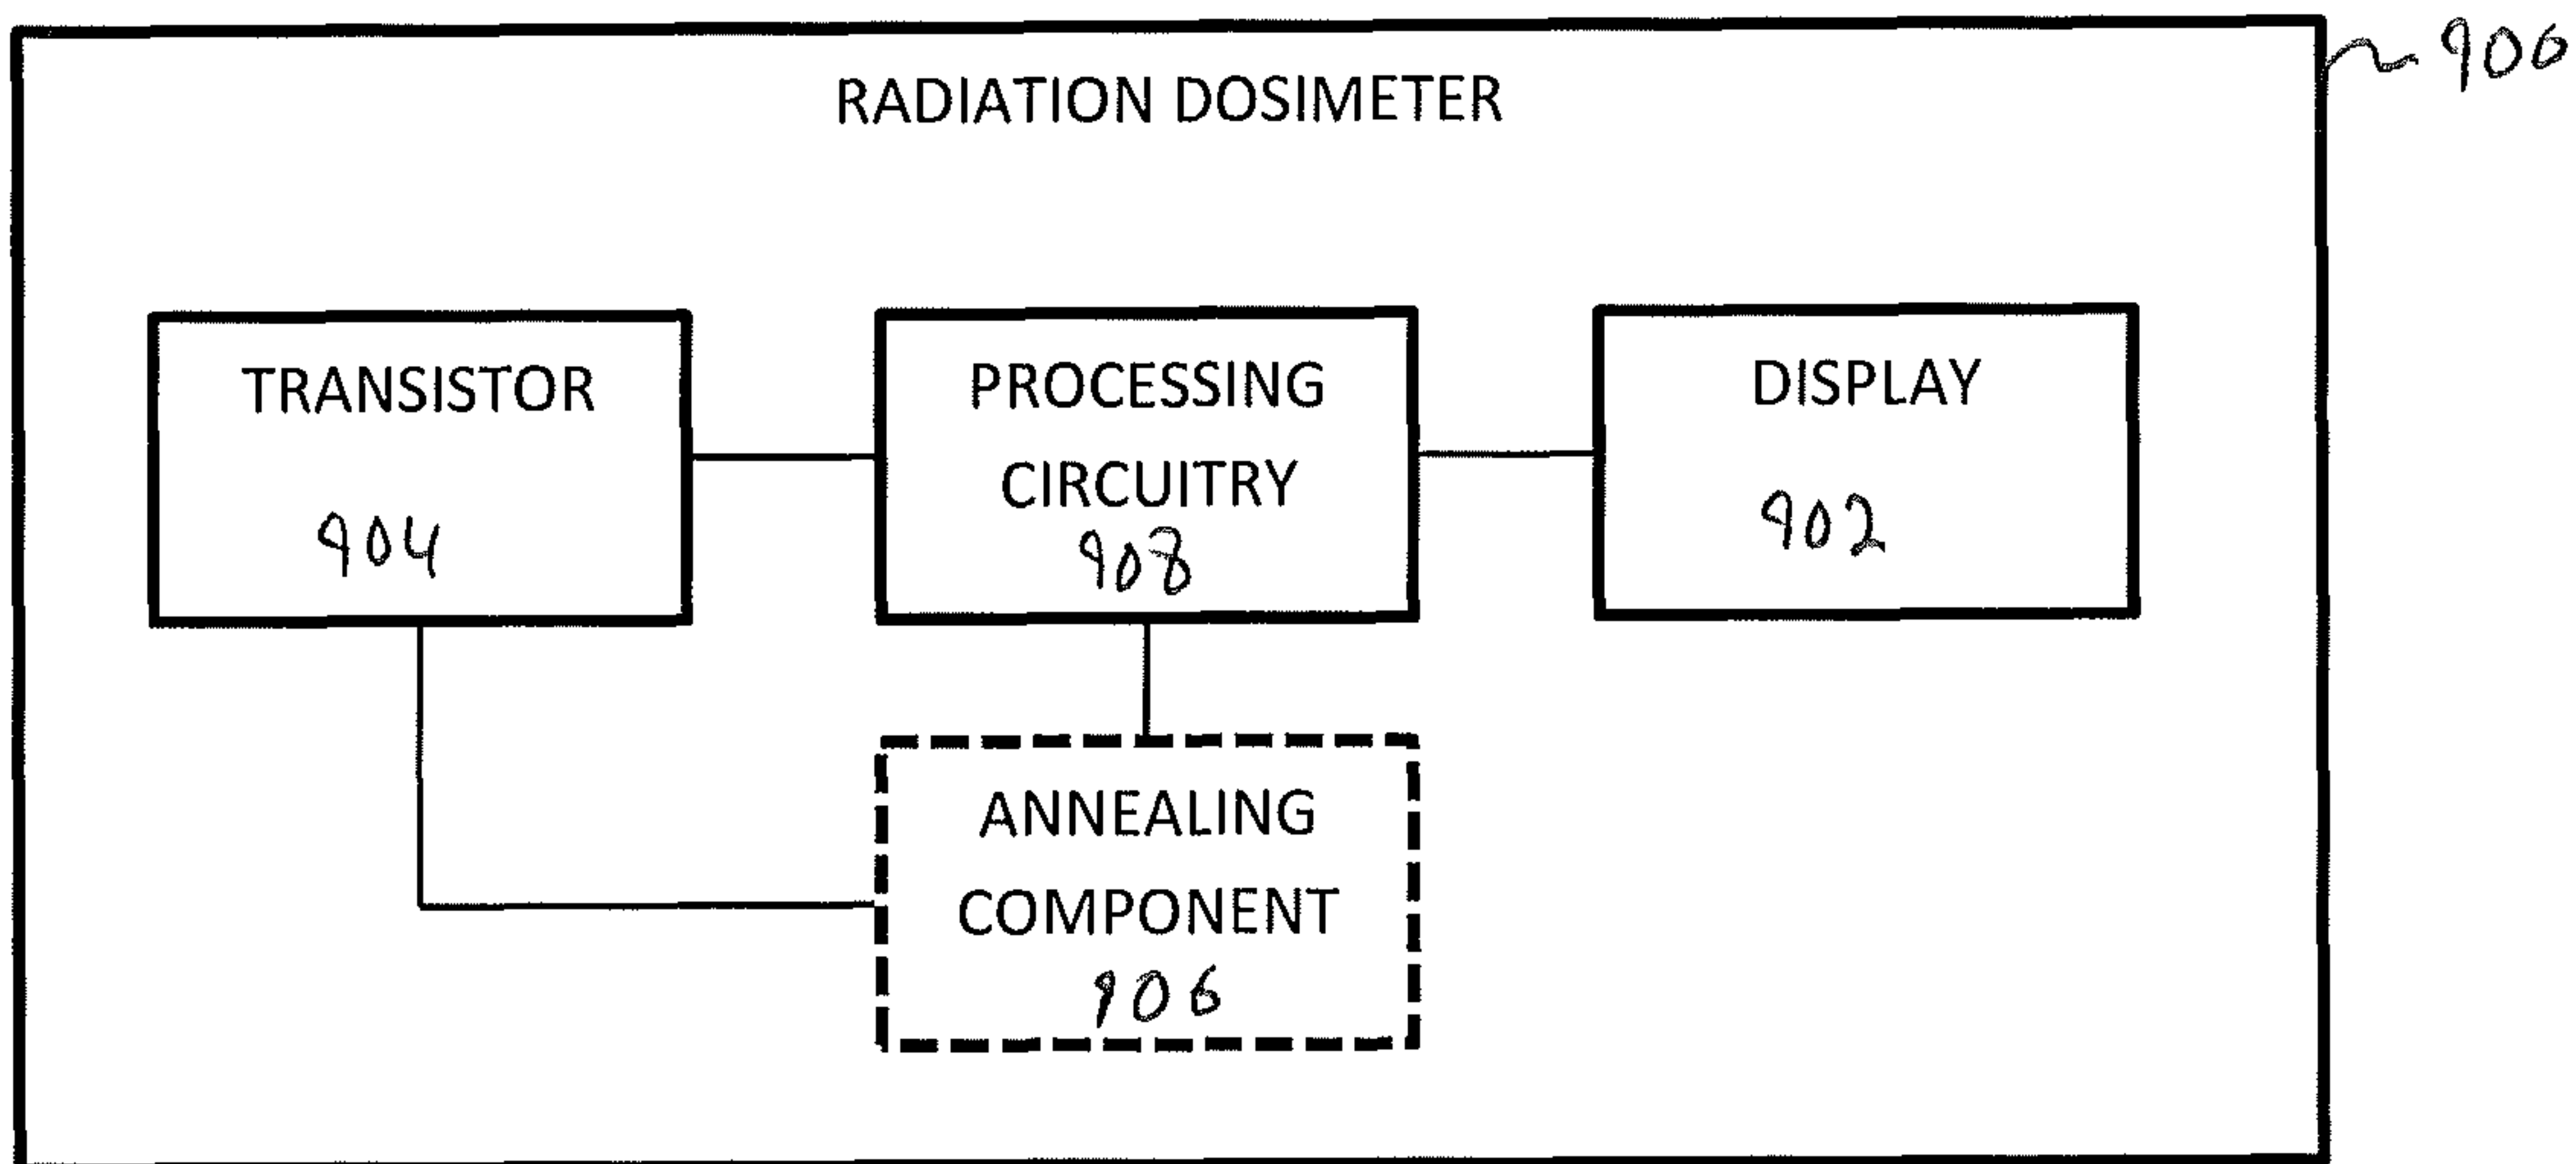 RADIATION DOSIMETER
900
TRANSISTOR
904
PROCESSING
CIRCUITRY
908
DISPLAY
902
ANNEALING
COMPONENT
906